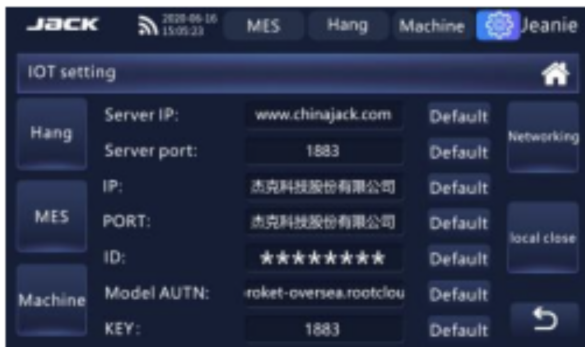 JACK 2020-06-16 15:05:23 MES Hang Machine Jeanie
IOT setting
Hang
MES
Machine
Server IP: www.chinajack.com Default
Server port: 1883 Default
IP: 杰克科技股份有限公司 Default
PORT: 杰克科技股份有限公司 Default
ID: ******** Default
Model AUTN: roket-oversea.rootclou Default
KEY: 1883 Default
Networking
local close